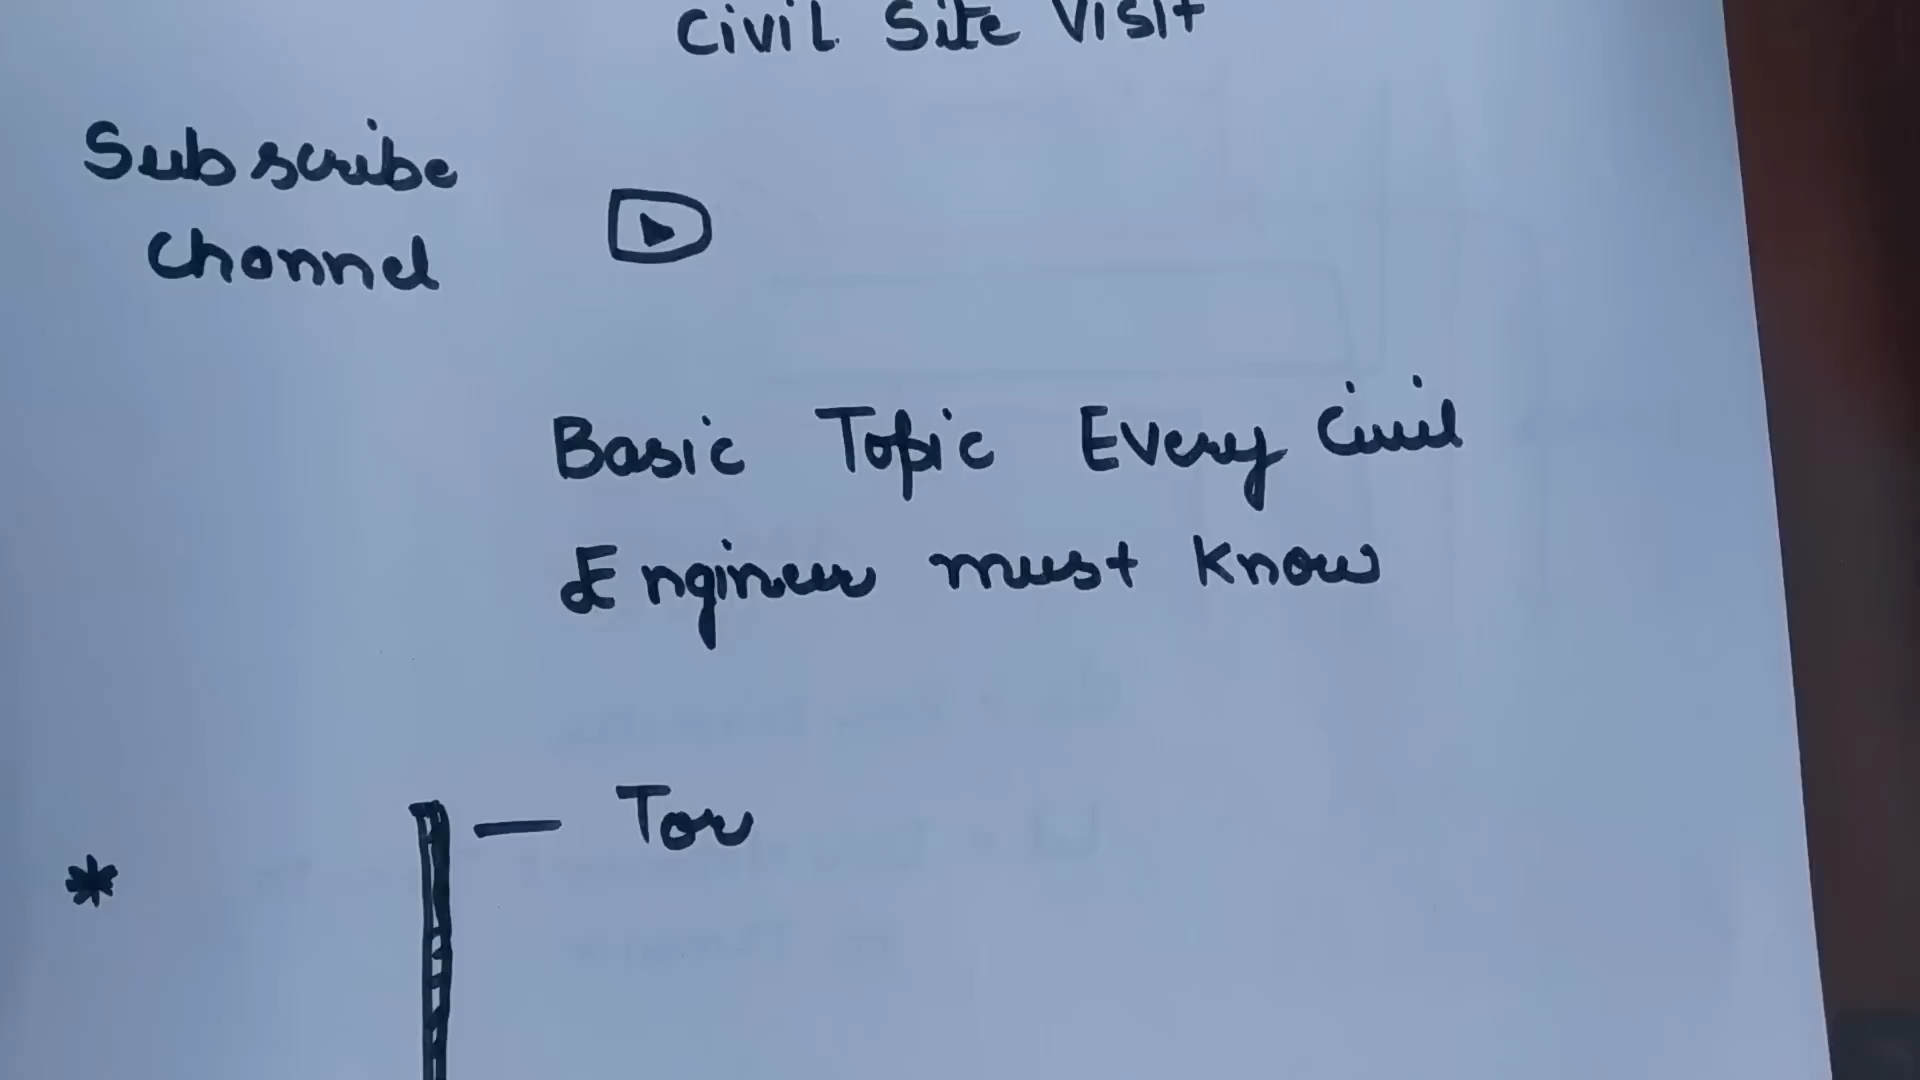 Civil Site Visit
Subscribe
Channel
Basic Topic Every Civil
Engineer must know
Tor